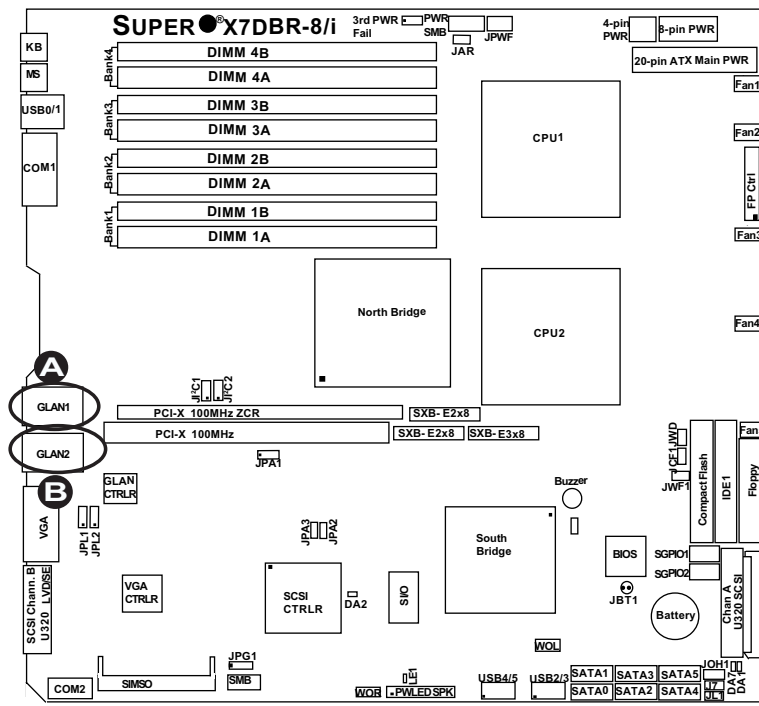 SUPER ® X7DBR-8/i
3rd PWR Fail
PWR SMB
JPWF
JAR
4-pin PWR
8-pin PWR
20-pin ATX Main PWR
KB
MS
USB0/1
COM1
Bank4
DIMM 4B
DIMM 4A
Bank3
DIMM 3B
DIMM 3A
Bank2
DIMM 2B
DIMM 2A
Bank1
DIMM 1B
DIMM 1A
CPU1
Fan1
Fan2
FP Ctrl
Fan3
North Bridge
CPU2
Fan4
A
GLAN1
GLAN2
B
JI²C1
JI²C2
PCI-X 100MHz ZCR
SXB- E2x8
PCI-X 100MHz
SXB- E2x8
SXB- E3x8
JPA1
GLAN CTRLR
VGA
JPL1
JPL2
JPA3
JPA2
Buzzer
South Bridge
JWD
JCF1
JWF1
Compact Flash
IDE1
Fan
Floppy
BIOS
SGPIO1
SGPIO2
JBT1
Battery
Chan A U320 SCSI
SCSI Chann. B U320 LVD/SE
VGA CTRLR
SCSI CTRLR
DA2
SIO
WOL
JPG1
SMB
COM2
SIMSO
LE1
WOR
PWLED SPK
USB4/5
USB2/3
SATA1
SATA3
SATA5
SATA0
SATA2
SATA4
JOH1
J7
JL1
DA7
DA1